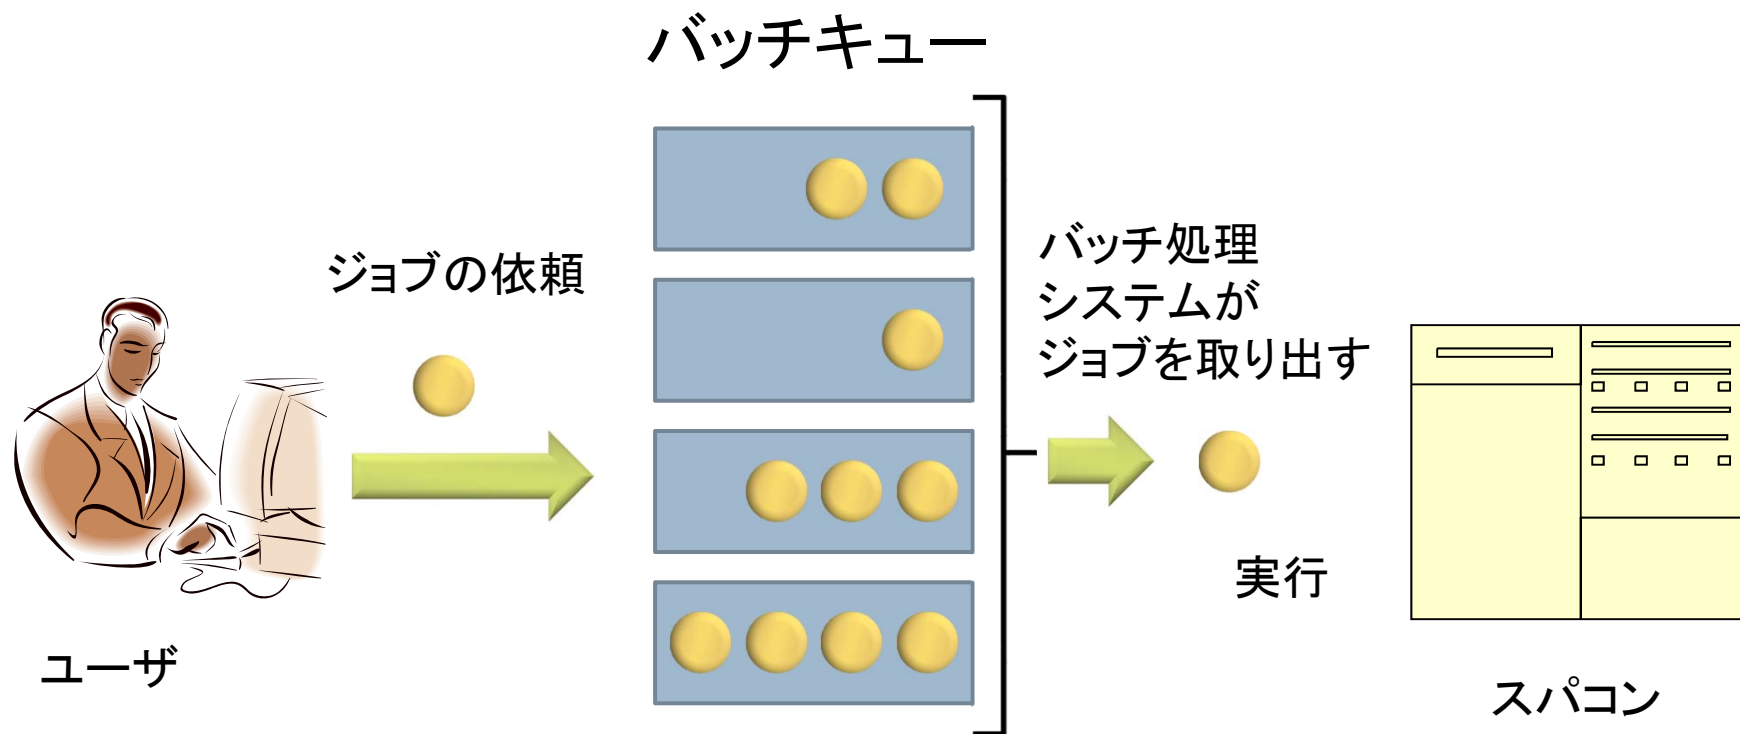 バッチキュー
ジョブの依頼
バッチ処理
システムが
ジョブを取り出す
実行
ユーザ
スパコン